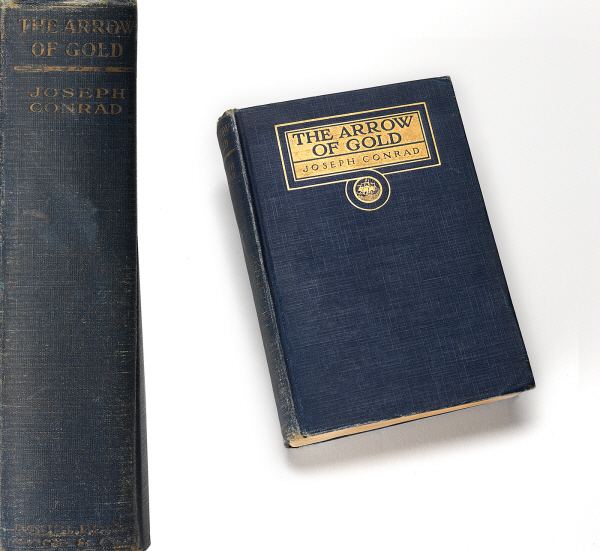 THE ARROW
OF GOLD
JOSEPH
CONRAD
THE ARROW
OF GOLD
JOSEPH CONRAD